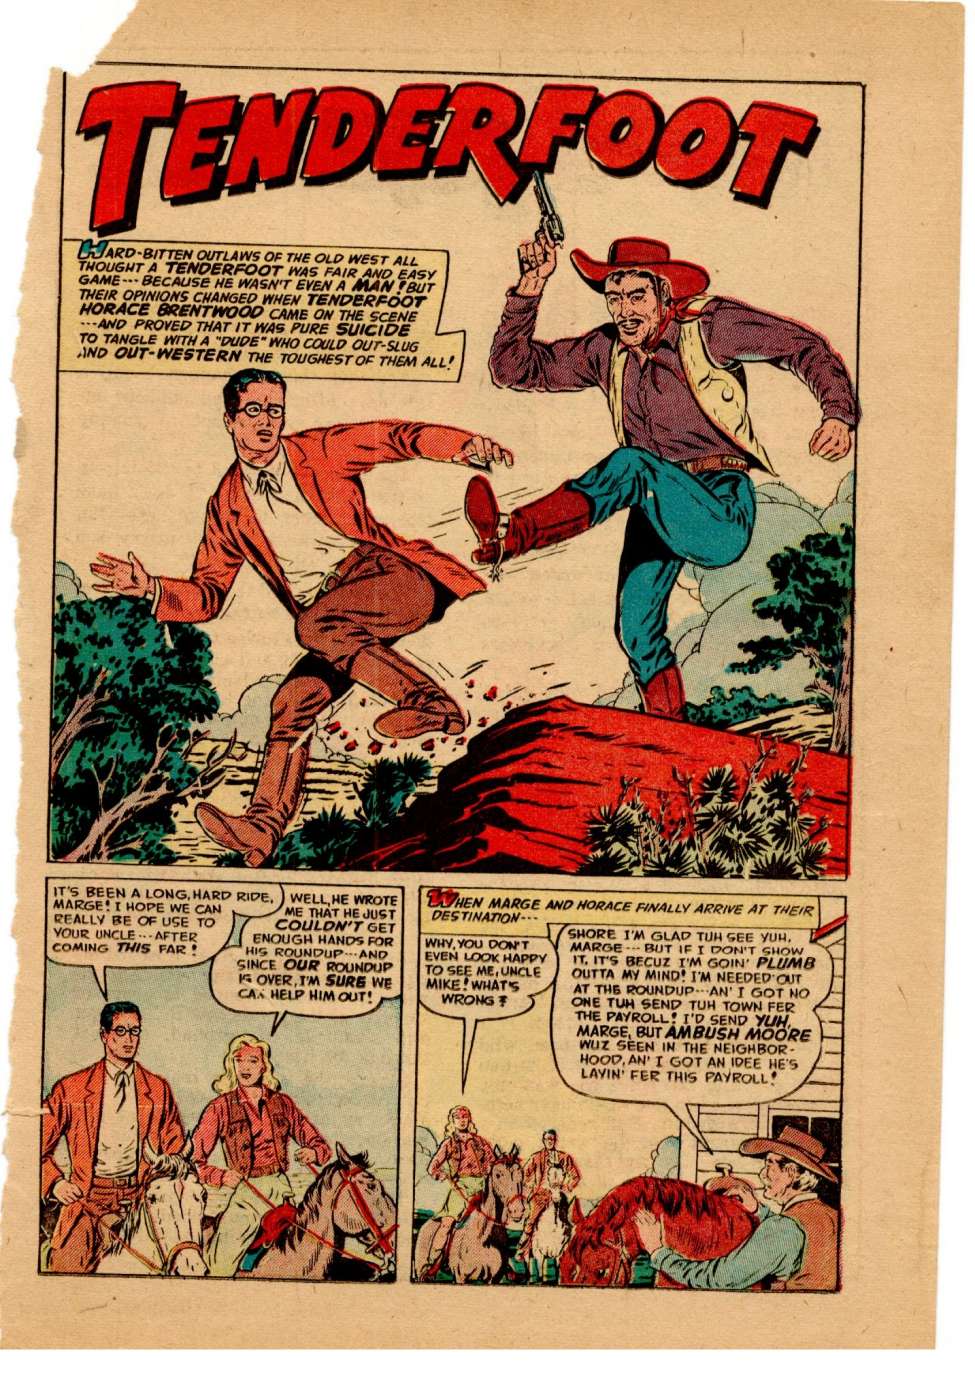 TENDERFOOT
HARD-BITTEN OUTLAWS OF THE OLD WEST ALL
THOUGHT A TENDERFOOT WAS FAIR AND EASY
GAME--- BECAUSE HE WASN'T EVEN A MAN! BUT
THEIR OPINIONS CHANGED WHEN TENDERFOOT
HORACE BRENTWOOD CAME ON THE SCENE
---AND PROVED THAT IT WAS PURE SUICIDE
TO TANGLE WITH A "DUDE" WHO COULD OUT-SLUG
AND OUT-WESTERN THE TOUGHEST OF THEM ALL!
IT'S BEEN A LONG, HARD RIDE,
MARGE! I HOPE WE CAN
REALLY BE OF USE TO
YOUR UNCLE--- AFTER
COMING THIS FAR!
WELL, HE WROTE
ME THAT HE JUST
COULDN'T GET
ENOUGH HANDS FOR
HIS ROUNDUP---AND
SINCE OUR ROUNDUP
IS OVER, I'M SURE WE
CAN HELP HIM OUT!
WHEN MARGE AND HORACE FINALLY ARRIVE AT THEIR
DESTINATION---
WHY, YOU DON'T
EVEN LOOK HAPPY
TO SEE ME, UNCLE
MIKE! WHAT'S
WRONG?
SHORE I'M GLAD TUH SEE YUH,
MARGE--- BUT IF I DON'T SHOW
IT, IT'S BECUZ I'M GOIN' PLUMB
OUTTA MY MIND! I'M NEEDED OUT
AT THE ROUNDUP---AN' I GOT NO
ONE TUH SEND TUH TOWN FER
THE PAYROLL! I'D SEND YUH,
MARGE, BUT AMBUSH MOORE
WUZ SEEN IN THE NEIGHBOR-
HOOD, AN' I GOT AN IDEE HE'S
LAYIN' FER THIS PAYROLL!